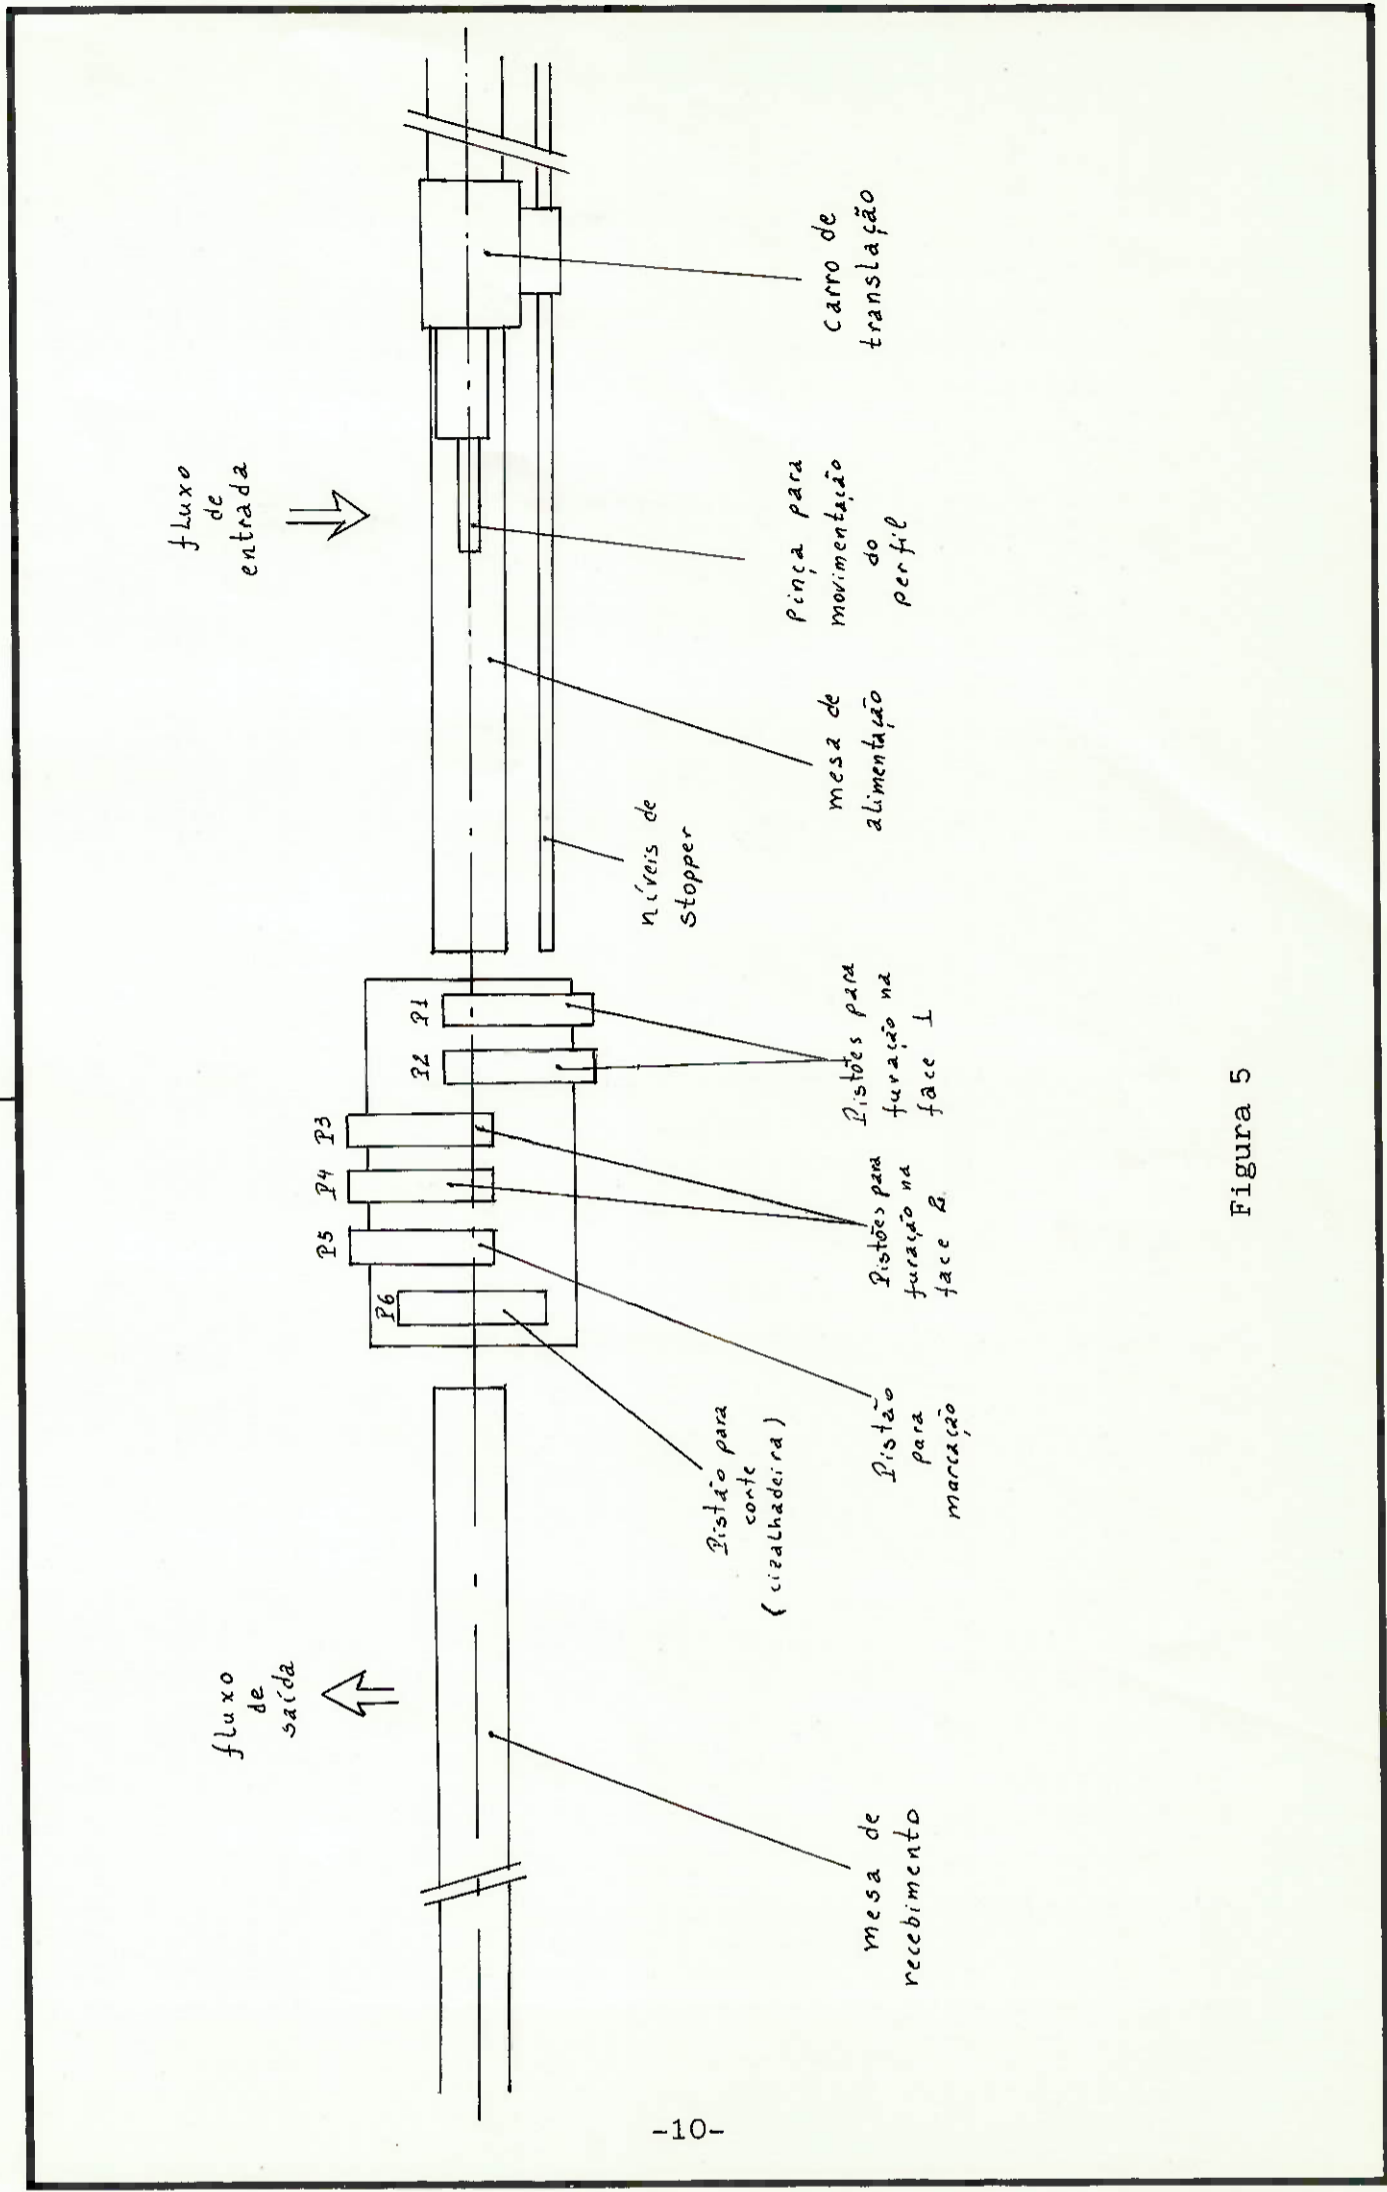 fluxo
de
saída
fluxo
de
entrada
P6
P5
P4
P3
P2
P1
níveis de
stopper
Pistão para
corte
(cizalhadeira)
mesa de
recebimento
Pistão
para
marcação
Pistões para
furação na
face 2
Pistões para
furação na
face 1
mesa de
alimentação
Pinça para
movimentação
do
perfil
carro de
translação
Figura 5
-10-